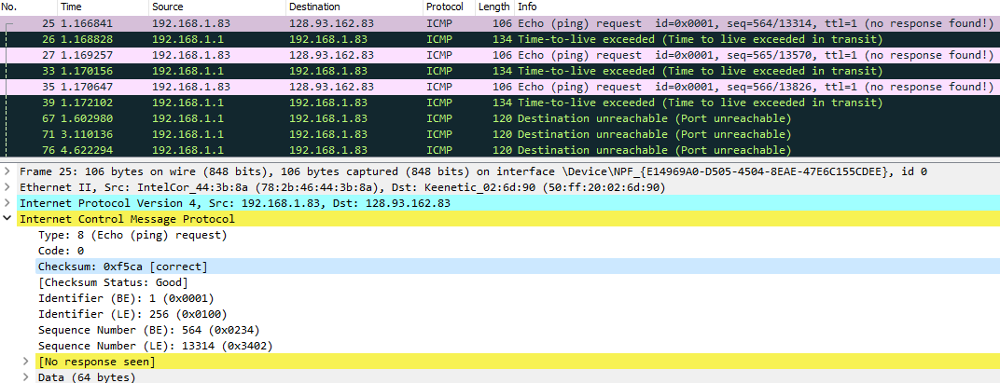 No. Time Source Destination Protocol Length Info
25 1.166841 192.168.1.83 128.93.162.83 ICMP 106 Echo (ping) request id=0x0001, seq=564/13314, ttl=1 (no response found!)
26 1.168828 192.168.1.1 192.168.1.83 ICMP 134 Time-to-live exceeded (Time to live exceeded in transit)
27 1.169257 192.168.1.83 128.93.162.83 ICMP 106 Echo (ping) request id=0x0001, seq=565/13570, ttl=1 (no response found!)
33 1.170156 192.168.1.1 192.168.1.83 ICMP 134 Time-to-live exceeded (Time to live exceeded in transit)
35 1.170647 192.168.1.83 128.93.162.83 ICMP 106 Echo (ping) request id=0x0001, seq=566/13826, ttl=1 (no response found!)
39 1.172102 192.168.1.1 192.168.1.83 ICMP 134 Time-to-live exceeded (Time to live exceeded in transit)
67 1.602980 192.168.1.1 192.168.1.83 ICMP 120 Destination unreachable (Port unreachable)
71 3.110136 192.168.1.1 192.168.1.83 ICMP 120 Destination unreachable (Port unreachable)
76 4.622294 192.168.1.1 192.168.1.83 ICMP 120 Destination unreachable (Port unreachable)
Frame 25: 106 bytes on wire (848 bits), 106 bytes captured (848 bits) on interface \Device\NPF_{E14969A0-D505-4504-8EAE-47E6C155CDEE}, id 0
Ethernet II, Src: IntelCor_44:3b:8a (78:2b:46:44:3b:8a), Dst: Keenetic_02:6d:90 (50:ff:20:02:6d:90)
Internet Protocol Version 4, Src: 192.168.1.83, Dst: 128.93.162.83
Internet Control Message Protocol
Type: 8 (Echo (ping) request)
Code: 0
Checksum: 0xf5ca [correct]
[Checksum Status: Good]
Identifier (BE): 1 (0x0001)
Identifier (LE): 256 (0x0100)
Sequence Number (BE): 564 (0x0234)
Sequence Number (LE): 13314 (0x3402)
[No response seen]
Data (64 bytes)